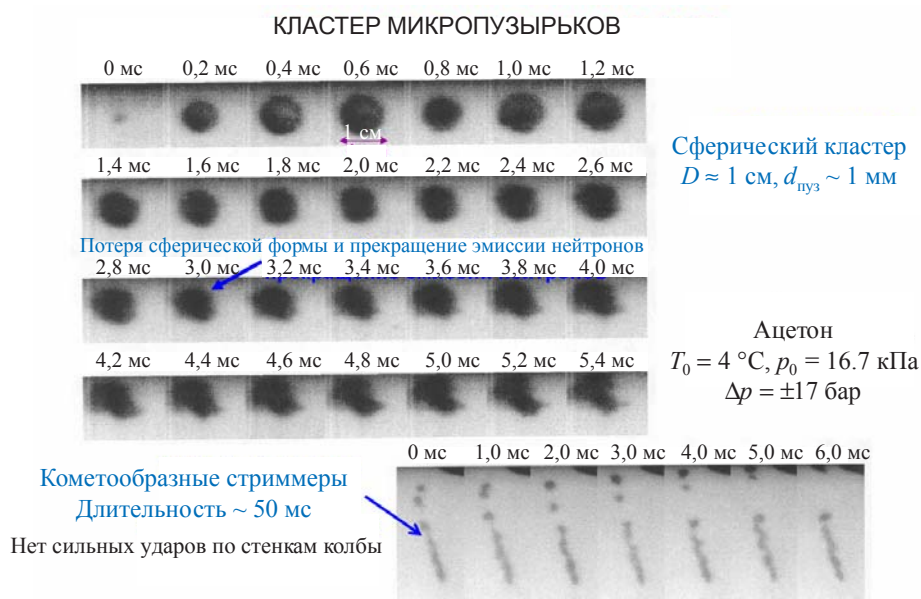 КЛАСТЕР МИКРОПУЗЫРЬКОВ
0 мс 0,2 мс 0,4 мс 0,6 мс 0,8 мс 1,0 мс 1,2 мс
1 см
1,4 мс 1,6 мс 1,8 мс 2,0 мс 2,2 мс 2,4 мс 2,6 мс
Сферический кластер
D ≈ 1 см, dпуз ~ 1 мм
Потеря сферической формы и прекращение эмиссии нейтронов
2,8 мс 3,0 мс 3,2 мс 3,4 мс 3,6 мс 3,8 мс 4,0 мс
4,2 мс 4,4 мс 4,6 мс 4,8 мс 5,0 мс 5,2 мс 5,4 мс
Ацетон
T0 = 4 °C, p0 = 16.7 кПа
Δp = ±17 бар
0 мс 1,0 мс 2,0 мс 3,0 мс 4,0 мс 5,0 мс 6,0 мс
Кометообразные стриммеры
Длительность ~ 50 мс
Нет сильных ударов по стенкам колбы